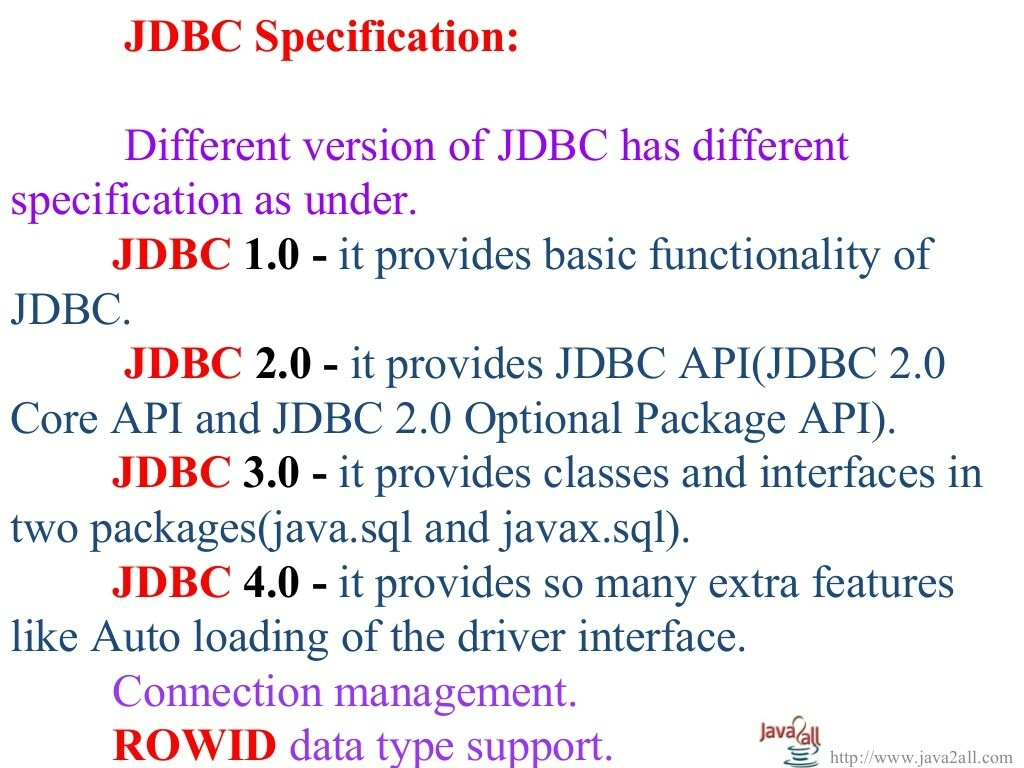 JDBC Specification:
Different version of JDBC has different
specification as under.
JDBC 1.0 - it provides basic functionality of
JDBC.
JDBC 2.0 - it provides JDBC API(JDBC 2.0
Core API and JDBC 2.0 Optional Package API).
JDBC 3.0 - it provides classes and interfaces in
two packages(java.sql and javax.sql).
JDBC 4.0 - it provides so many extra features
like Auto loading of the driver interface.
Connection management.
ROWID data type support.
Java2all
http://www.java2all.com